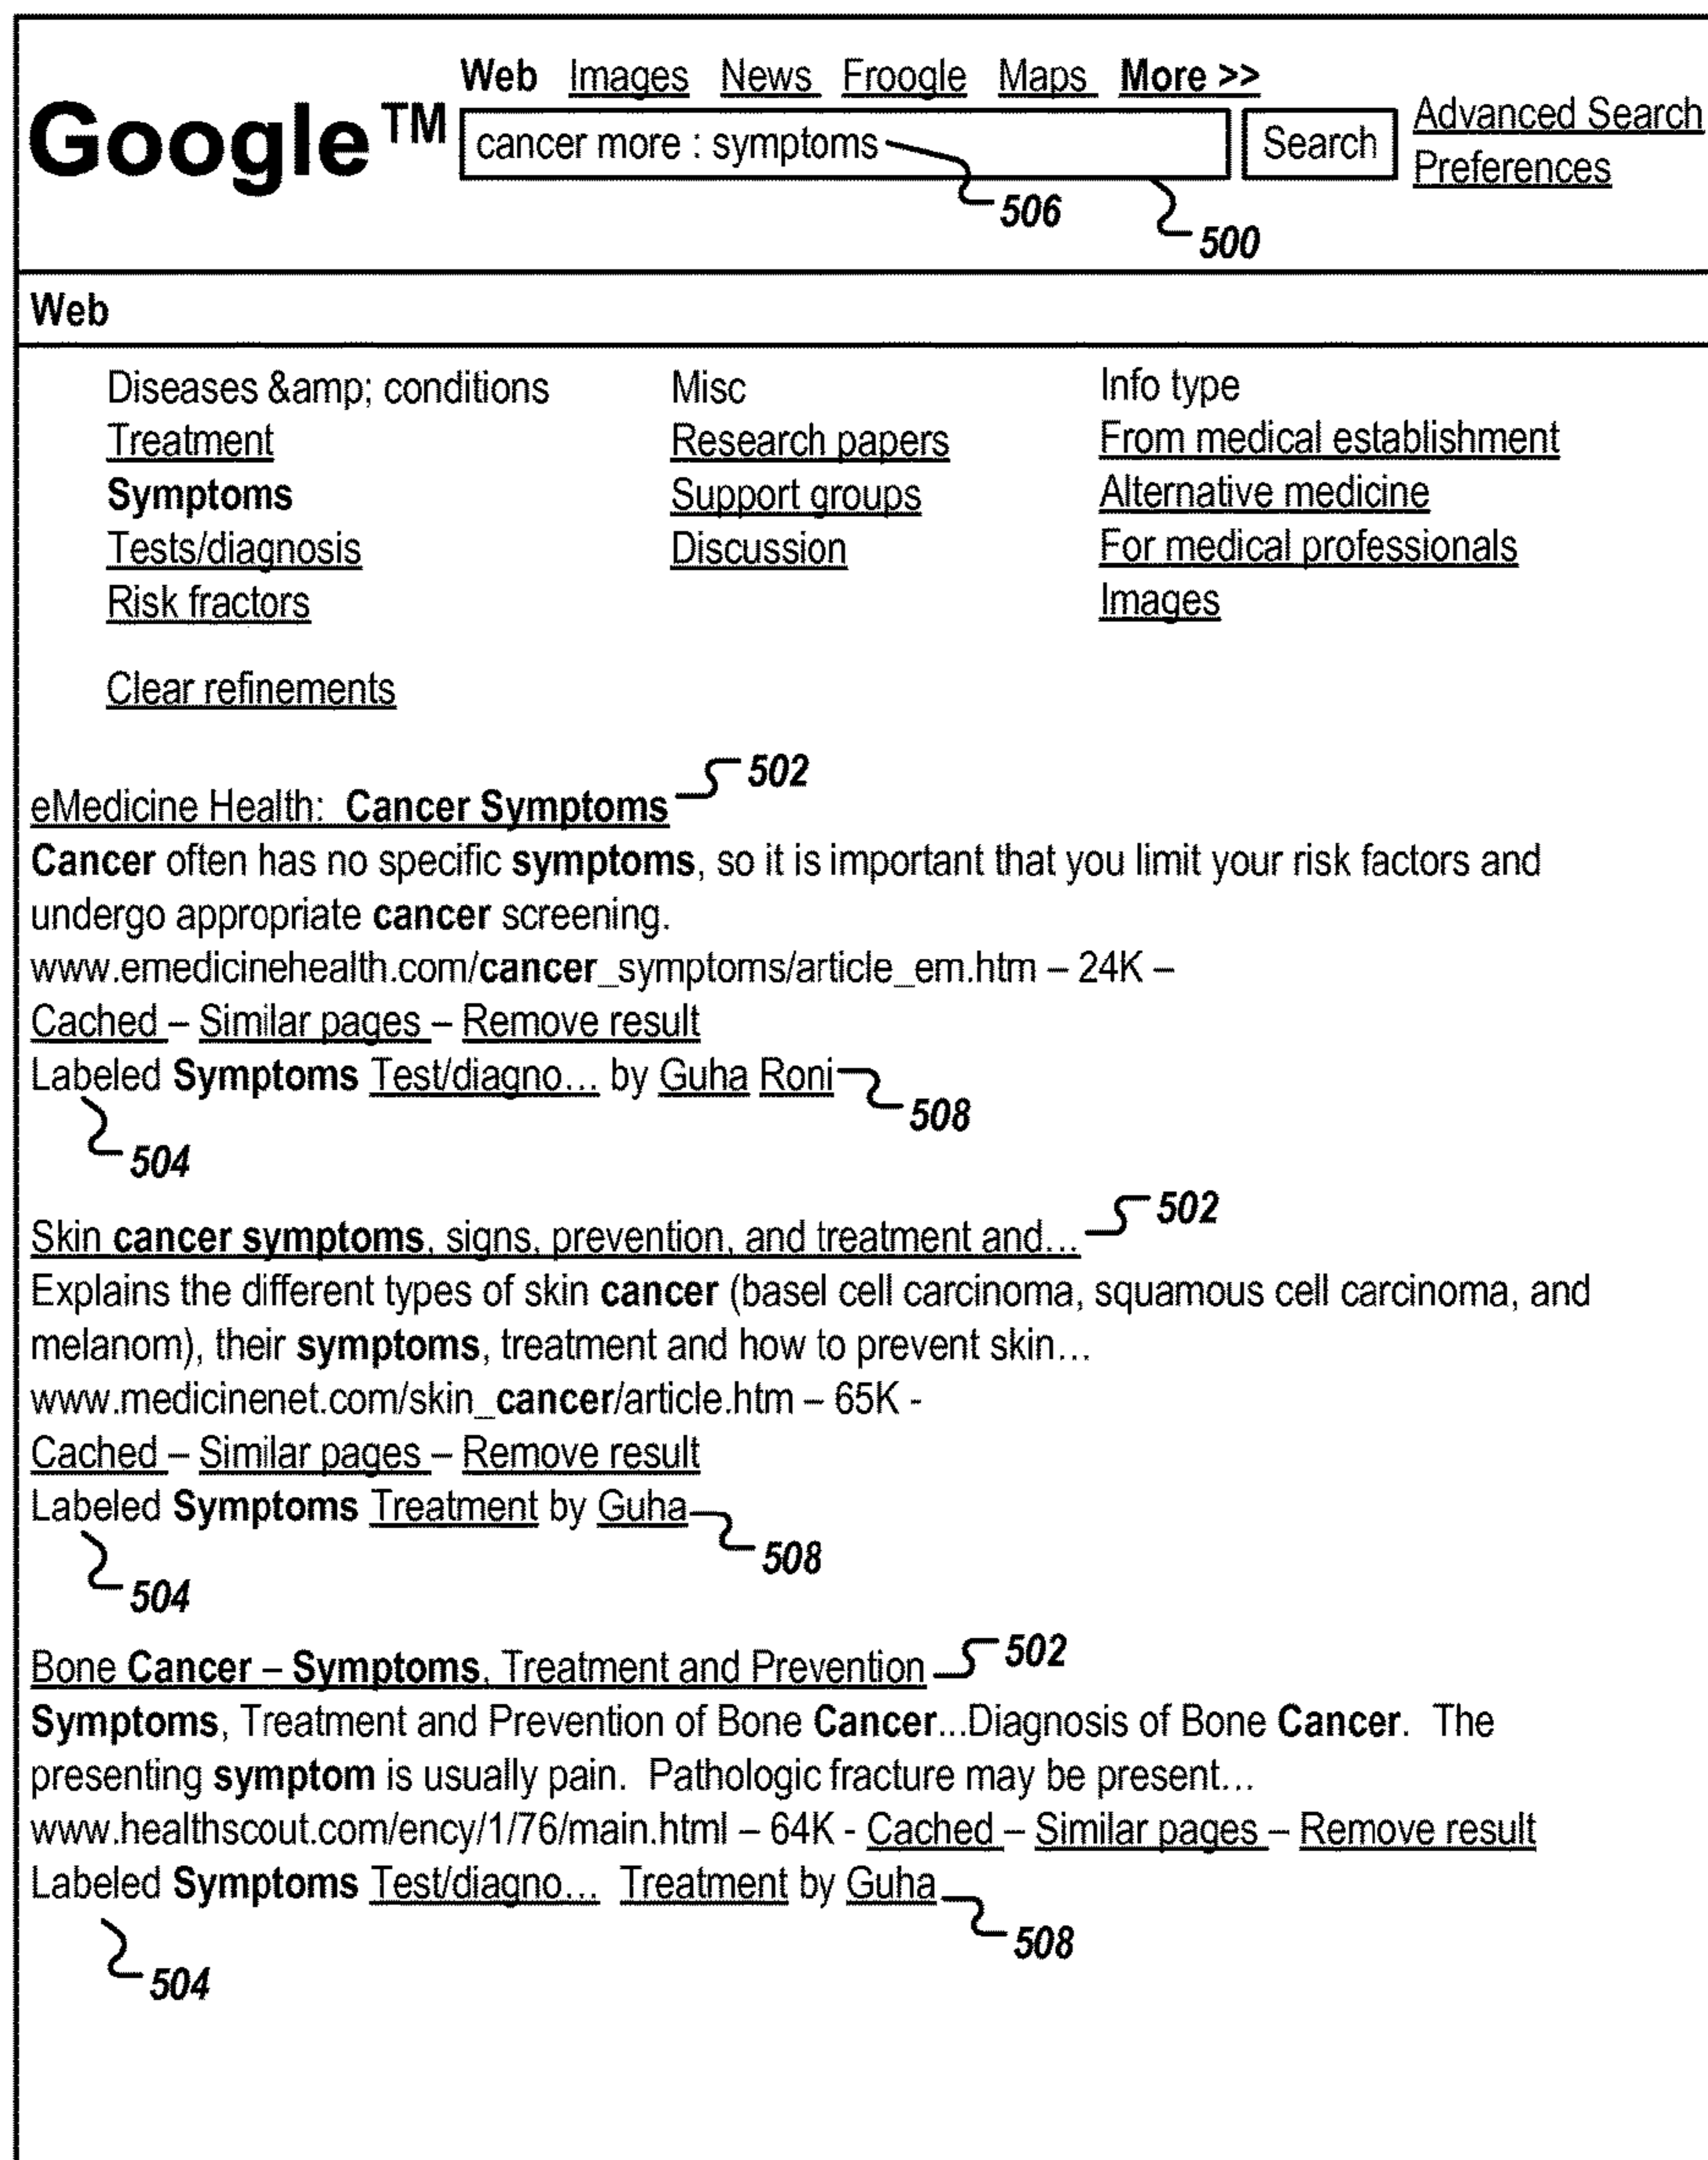 Web Images News Froogle Maps More >>
Google™ cancer more : symptoms Search Advanced Search
Preferences
506
500
Web
Diseases &amp; conditions Misc Info type
Treatment Research papers From medical establishment
Symptoms Support groups Alternative medicine
Tests/diagnosis Discussion For medical professionals
Risk fractors Images
Clear refinements
502
eMedicine Health: Cancer Symptoms
Cancer often has no specific symptoms, so it is important that you limit your risk factors and
undergo appropriate cancer screening.
www.emedicinehealth.com/cancer_symptoms/article_em.htm – 24K –
Cached – Similar pages – Remove result
Labeled Symptoms Test/diagno... by Guha Roni
508
504
502
Skin cancer symptoms, signs, prevention, and treatment and...
Explains the different types of skin cancer (basel cell carcinoma, squamous cell carcinoma, and
melanom), their symptoms, treatment and how to prevent skin...
www.medicinenet.com/skin_cancer/article.htm – 65K -
Cached – Similar pages – Remove result
Labeled Symptoms Treatment by Guha
508
504
502
Bone Cancer – Symptoms, Treatment and Prevention
Symptoms, Treatment and Prevention of Bone Cancer...Diagnosis of Bone Cancer. The
presenting symptom is usually pain. Pathologic fracture may be present...
www.healthscout.com/ency/1/76/main.html – 64K - Cached – Similar pages – Remove result
Labeled Symptoms Test/diagno... Treatment by Guha
508
504